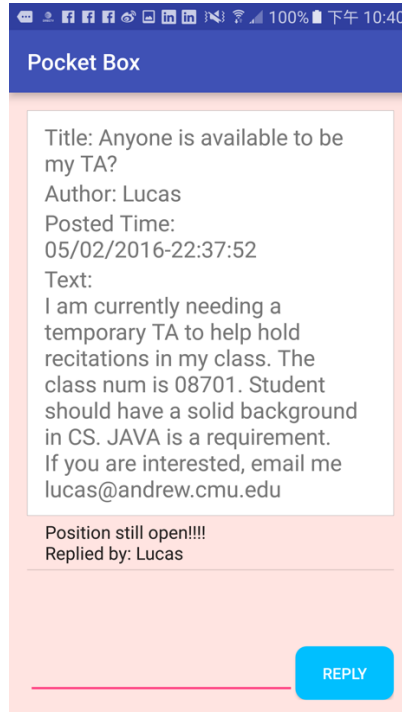 100% 下午 10:40
Pocket Box
Title: Anyone is available to be
my TA?
Author: Lucas
Posted Time:
05/02/2016-22:37:52
Text:
I am currently needing a
temporary TA to help hold
recitations in my class. The
class num is 08701. Student
should have a solid background
in CS. JAVA is a requirement.
If you are interested, email me
lucas@andrew.cmu.edu
Position still open!!!!
Replied by: Lucas
REPLY